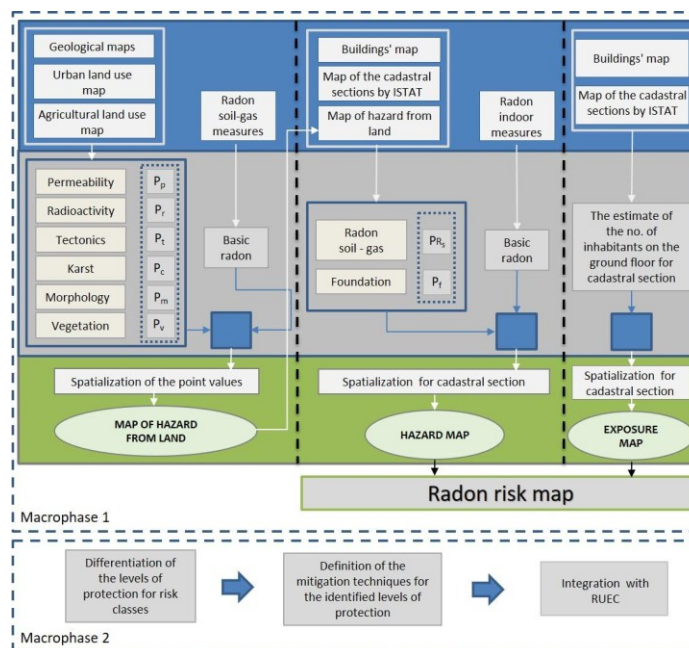 Geological maps
Urban land use
map
Agricultural land use
map
Radon
soil-gas
measures
Buildings' map
Map of the cadastral
sections by ISTAT
Map of hazard from
land
Radon
indoor
measures
Buildings' map
Map of the cadastral
sections by ISTAT
Permeability
Pp
Radioactivity
Pr
Tectonics
Pt
Karst
Pc
Morphology
Pm
Vegetation
Pv
Basic
radon
Radon
soil - gas
PRs
Foundation
Pf
Basic
radon
The estimate of
the no. of
inhabitants on the
ground floor for
cadastral section
Spatialization of the point values
MAP OF HAZARD
FROM LAND
Spatialization for cadastral section
HAZARD MAP
Spatialization for
cadastral section
EXPOSURE
MAP
Radon risk map
Macrophase 1
Differentiation of
the levels of
protection for risk
classes
Definition of the
mitigation techniques for
the identified levels of
protection
Integration with
RUEC
Macrophase 2